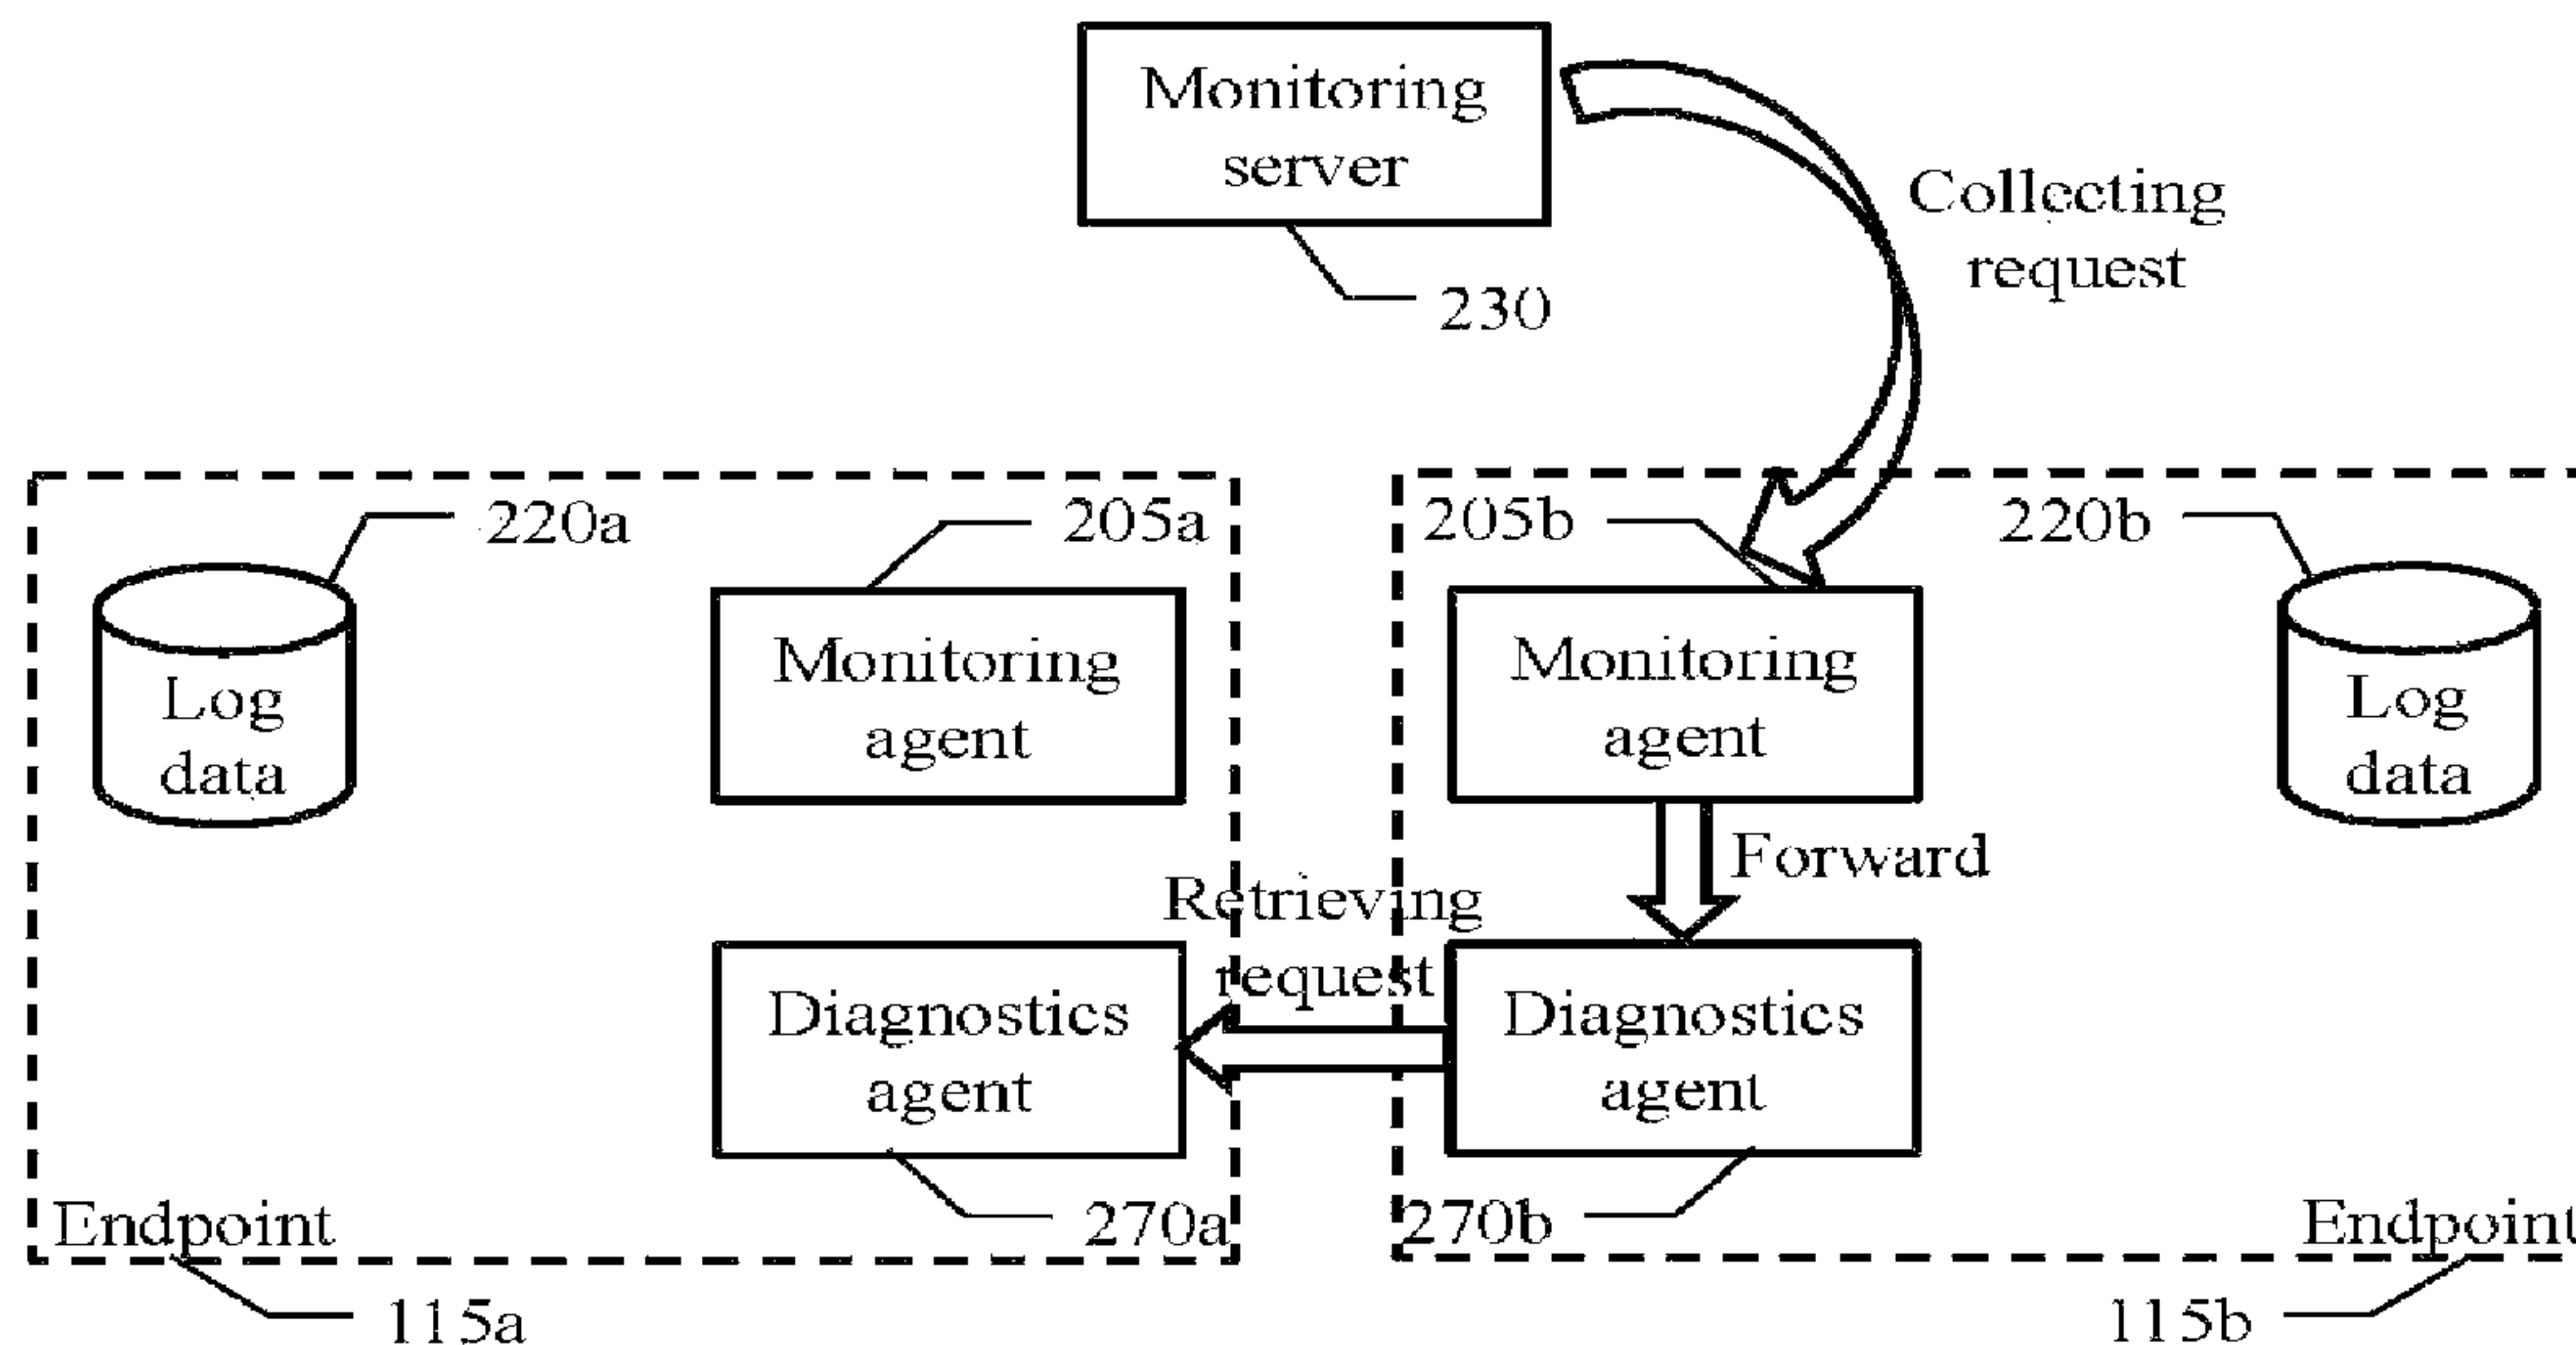 Monitoring
server
230
Collecting
request
220a
205a
205b
220b
Log
data
Monitoring
agent
Monitoring
agent
Log
data
Forward
Retrieving
request
Diagnostics
agent
Diagnostics
agent
270a
270b
Endpoint
Endpoint
115a
115b